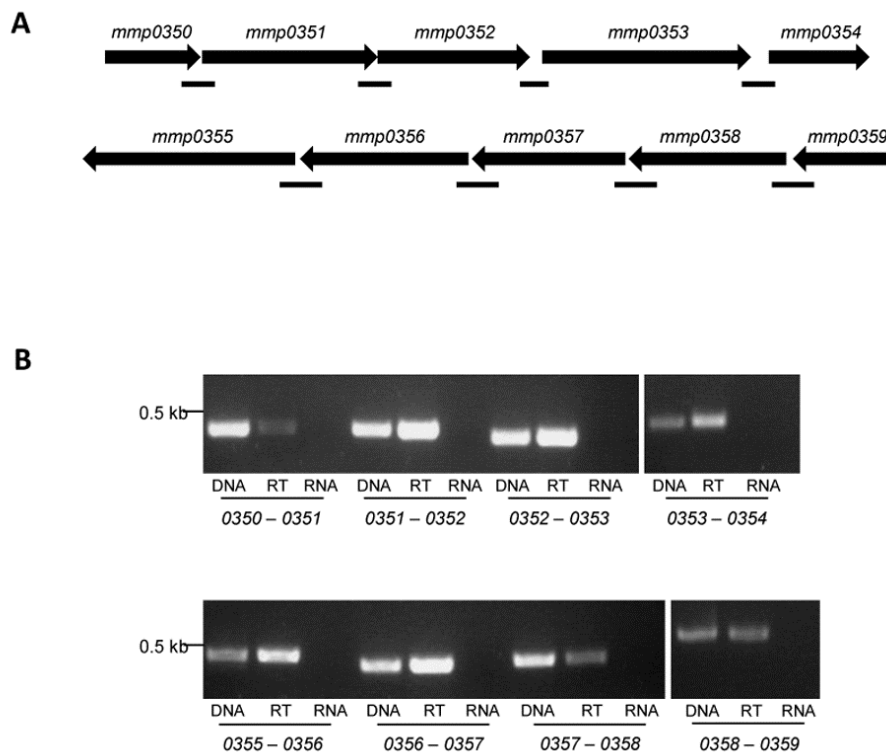 A
mmp0350 mmp0351 mmp0352 mmp0353 mmp0354
mmp0355 mmp0356 mmp0357 mmp0358 mmp0359
B
0.5 kb
DNA RT RNA DNA RT RNA DNA RT RNA DNA RT RNA
0350 – 0351 0351 – 0352 0352 – 0353 0353 – 0354
0.5 kb
DNA RT RNA DNA RT RNA DNA RT RNA DNA RT RNA
0355 – 0356 0356 – 0357 0357 – 0358 0358 – 0359